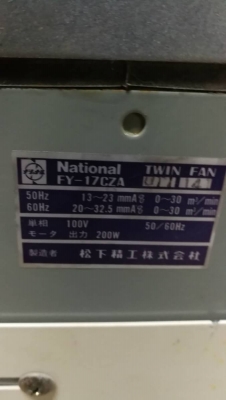 National TWIN FAN
FY-17CZA
50Hz 13~23 mmAg 0~30 m³/min
60Hz 20~32.5 mmAg 0~30 m³/min
単相 100V 50/60Hz
モータ 出力 200W
製造者 松下精工株式会社